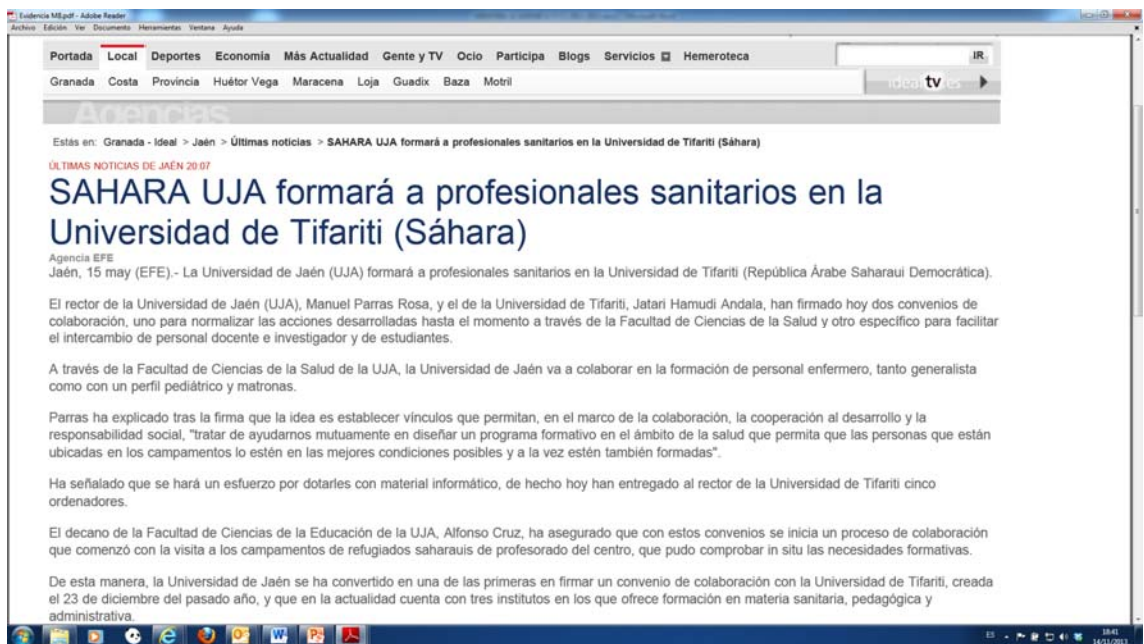 Evidencia M8.pdf - Adobe Reader
Archivo Edición Ver Documento Herramientas Ventana Ayuda
Portada Local Deportes Economía Más Actualidad Gente y TV Ocio Participa Blogs Servicios Hemeroteca IR
Granada Costa Provincia Huétor Vega Maracena Loja Guadix Baza Motril tv
Agencias
Estás en: Granada - Ideal > Jaén > Últimas noticias > SAHARA UJA formará a profesionales sanitarios en la Universidad de Tifariti (Sáhara)
ÚLTIMAS NOTICIAS DE JAÉN 20:07
SAHARA UJA formará a profesionales sanitarios en la
Universidad de Tifariti (Sáhara)
Agencia EFE
Jaén, 15 may (EFE).- La Universidad de Jaén (UJA) formará a profesionales sanitarios en la Universidad de Tifariti (República Árabe Saharaui Democrática).
El rector de la Universidad de Jaén (UJA), Manuel Parras Rosa, y el de la Universidad de Tifariti, Jatari Hamudi Andala, han firmado hoy dos convenios de
colaboración, uno para normalizar las acciones desarrolladas hasta el momento a través de la Facultad de Ciencias de la Salud y otro específico para facilitar
el intercambio de personal docente e investigador y de estudiantes.
A través de la Facultad de Ciencias de la Salud de la UJA, la Universidad de Jaén va a colaborar en la formación de personal enfermero, tanto generalista
como con un perfil pediátrico y matronas.
Parras ha explicado tras la firma que la idea es establecer vínculos que permitan, en el marco de la colaboración, la cooperación al desarrollo y la
responsabilidad social, "tratar de ayudarnos mutuamente en diseñar un programa formativo en el ámbito de la salud que permita que las personas que están
ubicadas en los campamentos lo estén en las mejores condiciones posibles y a la vez estén también formadas".
Ha señalado que se hará un esfuerzo por dotarles con material informático, de hecho hoy han entregado al rector de la Universidad de Tifariti cinco
ordenadores.
El decano de la Facultad de Ciencias de la Educación de la UJA, Alfonso Cruz, ha asegurado que con estos convenios se inicia un proceso de colaboración
que comenzó con la visita a los campamentos de refugiados saharauis de profesorado del centro, que pudo comprobar in situ las necesidades formativas.
De esta manera, la Universidad de Jaén se ha convertido en una de las primeras en firmar un convenio de colaboración con la Universidad de Tifariti, creada
el 23 de diciembre del pasado año, y que en la actualidad cuenta con tres institutos en los que ofrece formación en materia sanitaria, pedagógica y
administrativa.
ES 18:41
14/11/2013